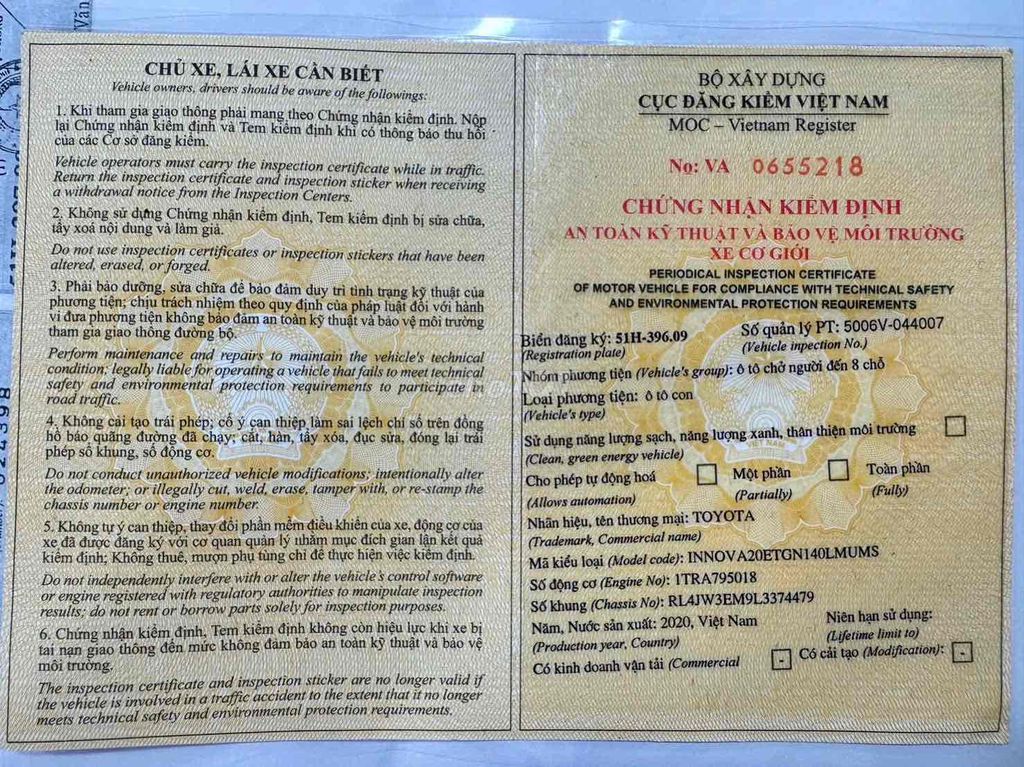 CHỦ XE, LÁI XE CẦN BIẾT
Vehicle owners, drivers should be aware of the followings:
1. Khi tham gia giao thông phải mang theo Chứng nhận kiểm định. Nộp
lại Chứng nhận kiểm định và Tem kiểm định khi có thông báo thu hồi
của các Cơ sở đăng kiểm.
Vehicle operators must carry the inspection certificate while in traffic.
Return the inspection certificate and inspection sticker when receiving
a withdrawal notice from the Inspection Centers.
2. Không sử dụng Chứng nhận kiểm định, Tem kiểm định bị sửa chữa,
tẩy xoá nội dung và làm giả.
Do not use inspection certificates or inspection stickers that have been
altered, erased, or forged.
3. Phải bảo dưỡng, sửa chữa để bảo đảm duy trì tình trạng kỹ thuật của
phương tiện; chịu trách nhiệm theo quy định của pháp luật đối với hành
vi đưa phương tiện không bảo đảm an toàn kỹ thuật và bảo vệ môi trường
tham gia giao thông đường bộ.
Perform maintenance and repairs to maintain the vehicle's technical
condition; legally liable for operating a vehicle that fails to meet technical
safety and environmental protection requirements to participate in
road traffic.
4. Không cải tạo trái phép; cố ý can thiệp làm sai lệch chỉ số trên đồng
hồ báo quãng đường đã chạy; cắt, hàn, tẩy xóa, đục sửa, đóng lại trái
phép số khung, số động cơ.
Do not conduct unauthorized vehicle modifications; intentionally alter
the odometer; or illegally cut, weld, erase, tamper with, or re-stamp the
chassis number or engine number.
5. Không tự ý can thiệp, thay đổi phần mềm điều khiển của xe, động cơ của
xe đã được đăng ký với cơ quan quản lý nhằm mục đích gian lận kết quả
kiểm định; Không thuê, mượn phụ tùng chỉ để thực hiện việc kiểm định.
Do not independently interfere with or alter the vehicle's control software
or engine registered with regulatory authorities to manipulate inspection
results; do not rent or borrow parts solely for inspection purposes.
6. Chứng nhận kiểm định, Tem kiểm định không còn hiệu lực khi xe bị
tai nạn giao thông đến mức không đảm bảo an toàn kỹ thuật và bảo vệ
môi trường.
The inspection certificate and inspection sticker are no longer valid if
the vehicle is involved in a traffic accident to the extent that it no longer
meets technical safety and environmental protection requirements.
BỘ XÂY DỰNG
CỤC ĐĂNG KIỂM VIỆT NAM
MOC – Vietnam Register
No: VA 0655218
CHỨNG NHẬN KIỂM ĐỊNH
AN TOÀN KỸ THUẬT VÀ BẢO VỆ MÔI TRƯỜNG
XE CƠ GIỚI
PERIODICAL INSPECTION CERTIFICATE
OF MOTOR VEHICLE FOR COMPLIANCE WITH TECHNICAL SAFETY
AND ENVIRONMENTAL PROTECTION REQUIREMENTS
Biển đăng ký: 51H-396.09 Số quản lý PT: 5006V-044007
(Registration plate) (Vehicle inspection No.)
Nhóm phương tiện (Vehicle's group): ô tô chở người đến 8 chỗ
Loại phương tiện: ô tô con
(Vehicle's type)
Sử dụng năng lượng sạch, năng lượng xanh, thân thiện môi trường
(Clean, green energy vehicle)
Cho phép tự động hoá Một phần Toàn phần
(Allows automation) (Partially) (Fully)
Nhãn hiệu, tên thương mại: TOYOTA
(Trademark, Commercial name)
Mã kiểu loại (Model code): INNOVA20ETGN140LMUMS
Số động cơ (Engine No): 1TRA795018
Số khung (Chassis No): RL4JW3EM9L3374479
Năm, Nước sản xuất: 2020, Việt Nam Niên hạn sử dụng:
(Production year, Country) (Lifetime limit to)
Có kinh doanh vận tải (Commercial - Có cải tạo (Modification): -